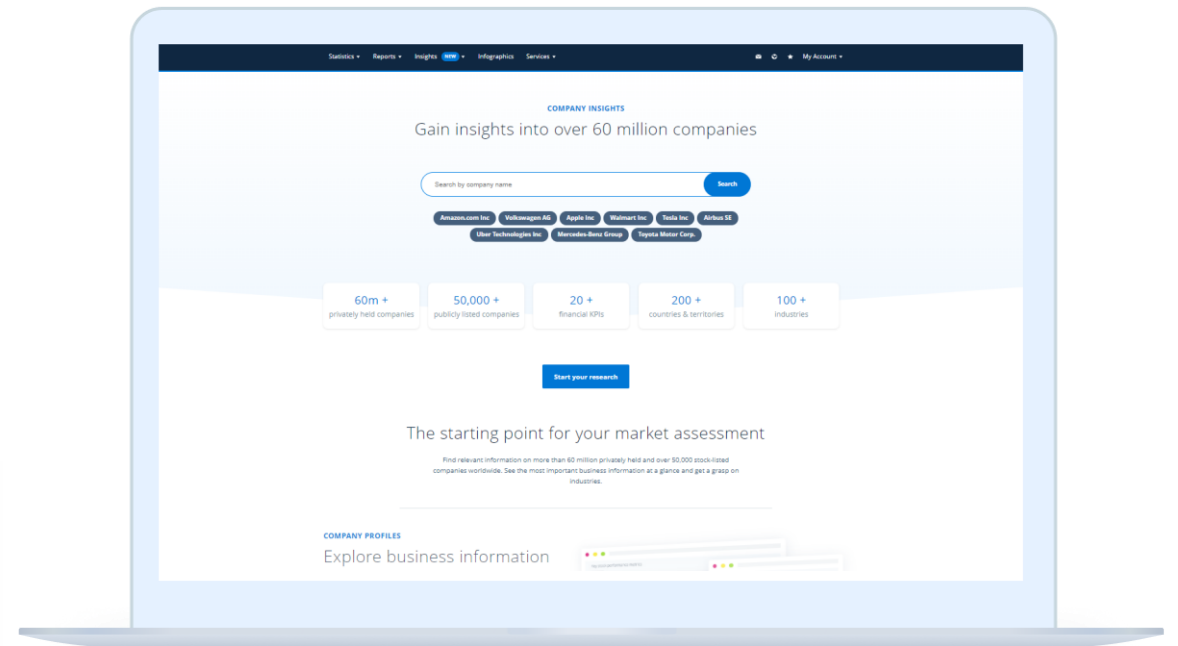 Statistics Reports Insights NEW Infographics Services My Account
COMPANY INSIGHTS
Gain insights into over 60 million companies
Search by company name Search
Amazon.com Inc Volkswagen AG Apple Inc Walmart Inc Tesla Inc Airbus SE
Uber Technologies Inc Mercedes-Benz Group Toyota Motor Corp.
60m + 50,000 + 20 + 200 + 100 +
privately held companies publicly listed companies financial KPIs countries & territories industries
Start your research
The starting point for your market assessment
Find relevant information on more than 60 million privately held and over 50,000 stock-listed
companies worldwide. See the most important business information at a glance and get a grasp on
industries.
COMPANY PROFILES
Explore business information